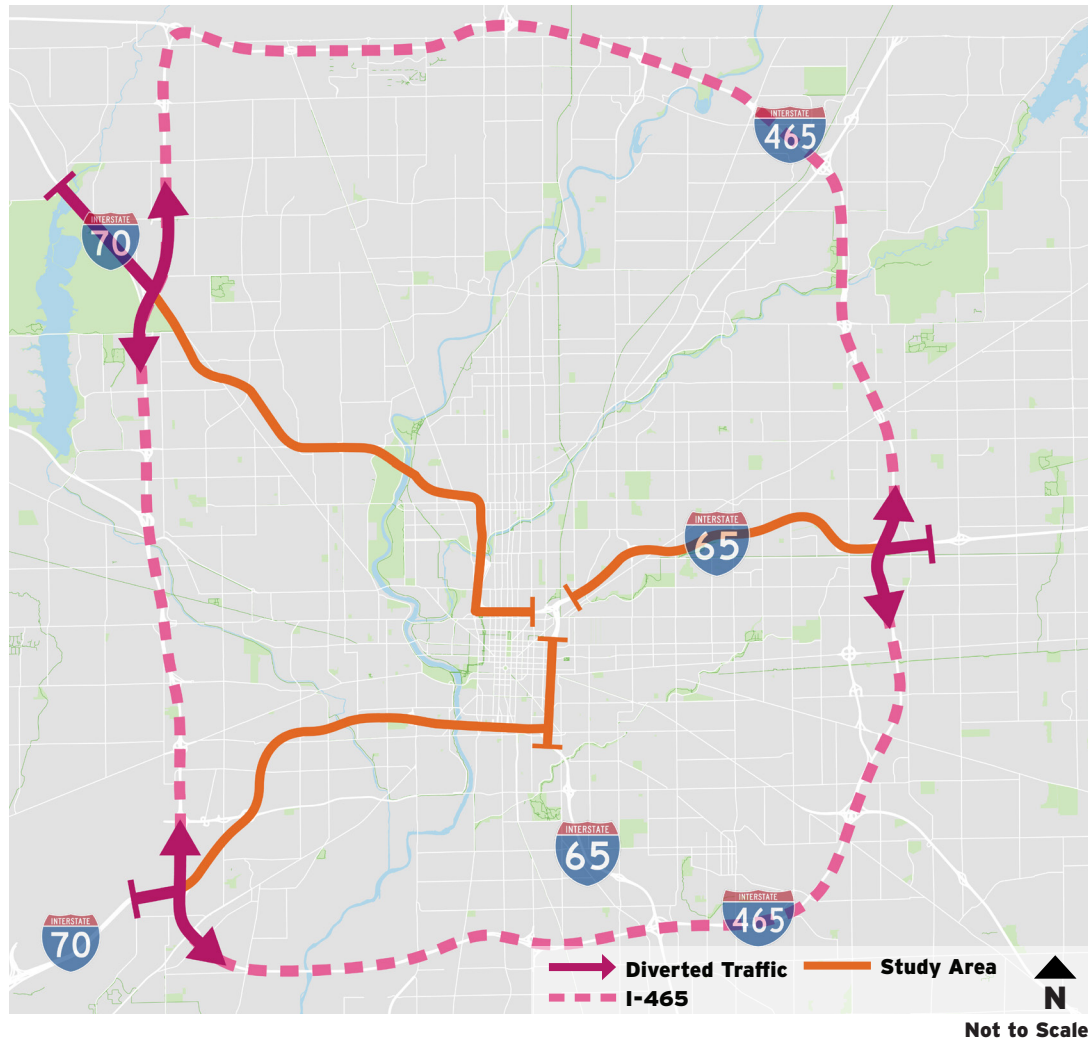 INTERSTATE
465
INTERSTATE
70
INTERSTATE
65
INTERSTATE
65
INTERSTATE
465
INTERSTATE
70
Diverted Traffic
Study Area
I-465
N
Not to Scale